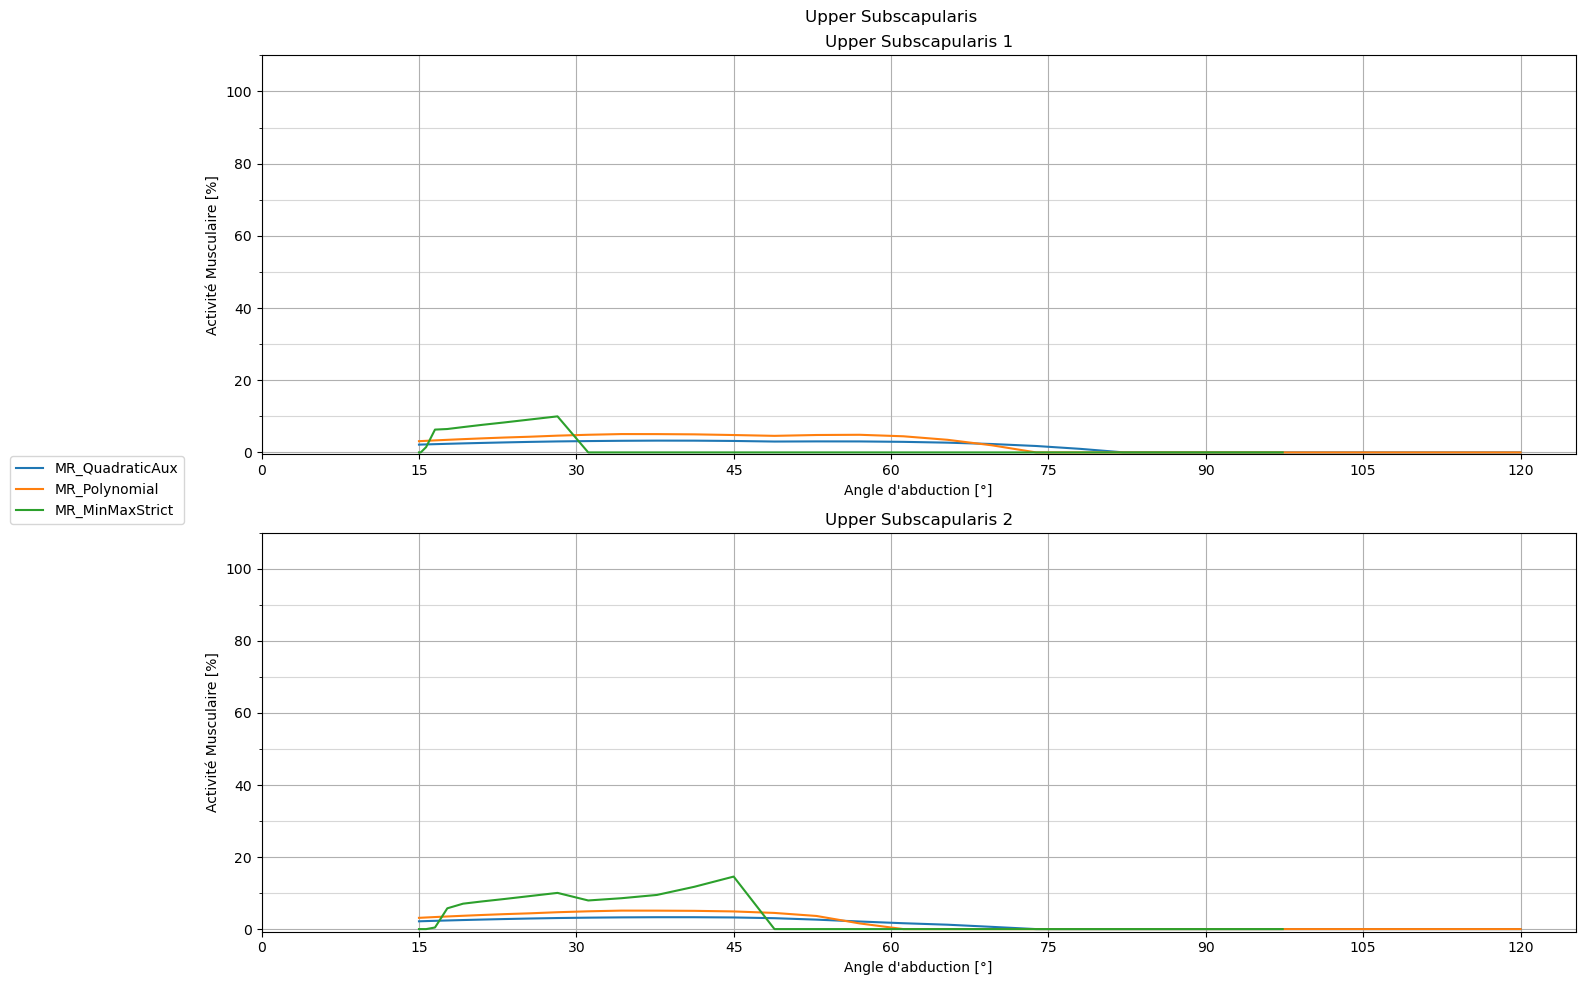 Upper Subscapularis
Upper Subscapularis 1
Activité Musculaire [%]
100
80
60
40
20
0
0 15 30 45 60 75 90 105 120
Angle d'abduction [°]
MR_QuadraticAux
MR_Polynomial
MR_MinMaxStrict
Upper Subscapularis 2
Activité Musculaire [%]
100
80
60
40
20
0
0 15 30 45 60 75 90 105 120
Angle d'abduction [°]